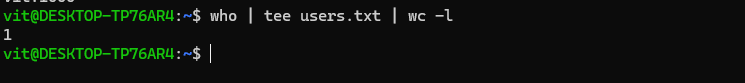 vit@DESKTOP-TP76AR4:~$ who | tee users.txt | wc -l
1
vit@DESKTOP-TP76AR4:~$